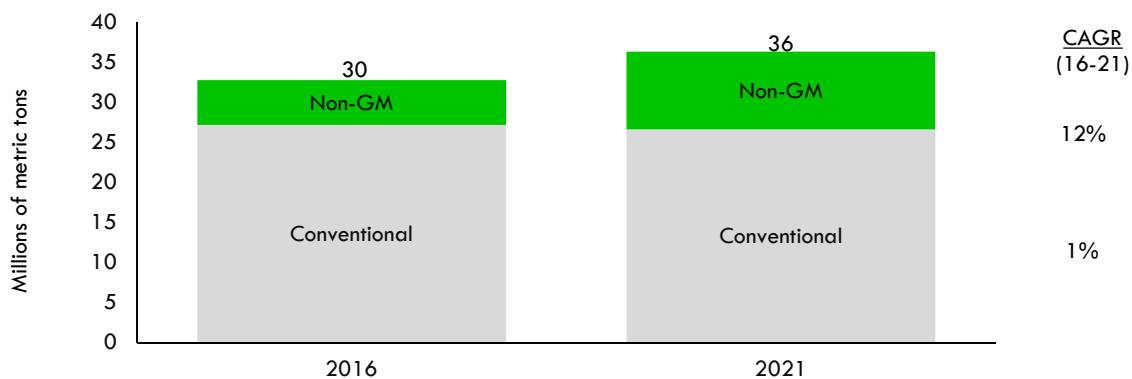 Millions of metric tons
40
35
30
25
20
15
10
5
0
30
Non-GM
Conventional
2016
36
Non-GM
Conventional
2021
CAGR
(16-21)
12%
1%